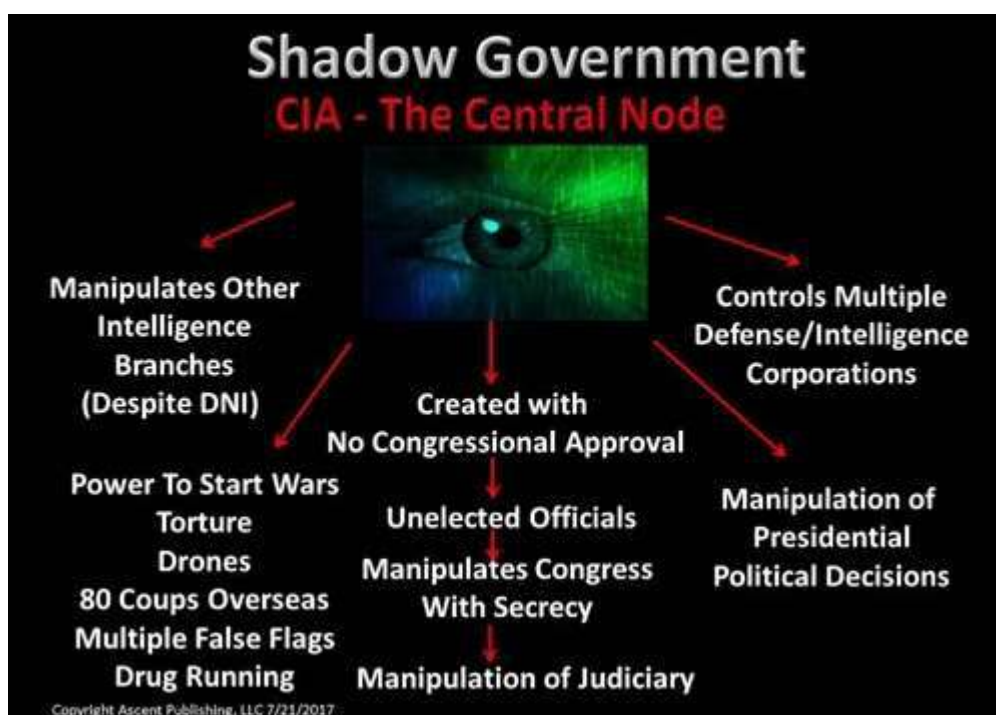 Shadow Government
CIA - The Central Node
Manipulates Other
Intelligence
Branches
(Despite DNI)
Power To Start Wars
Torture
Drones
80 Coups Overseas
Multiple False Flags
Drug Running
Created with
No Congressional Approval
Unelected Officials
Manipulates Congress
With Secrecy
Manipulation of Judiciary
Controls Multiple
Defense/Intelligence
Corporations
Manipulation of
Presidential
Political Decisions
Copyright Ascent Publishing, LLC 7/21/2017